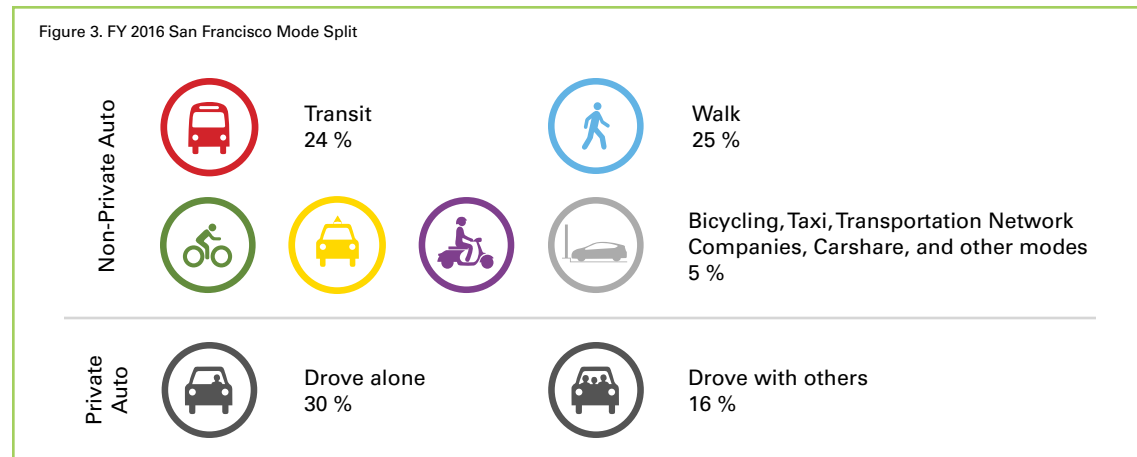 Figure 3. FY 2016 San Francisco Mode Split
Non-Private Auto
Transit
24 %
Walk
25 %
Bicycling, Taxi, Transportation Network
Companies, Carshare, and other modes
5 %
Private
Auto
Drove alone
30 %
Drove with others
16 %